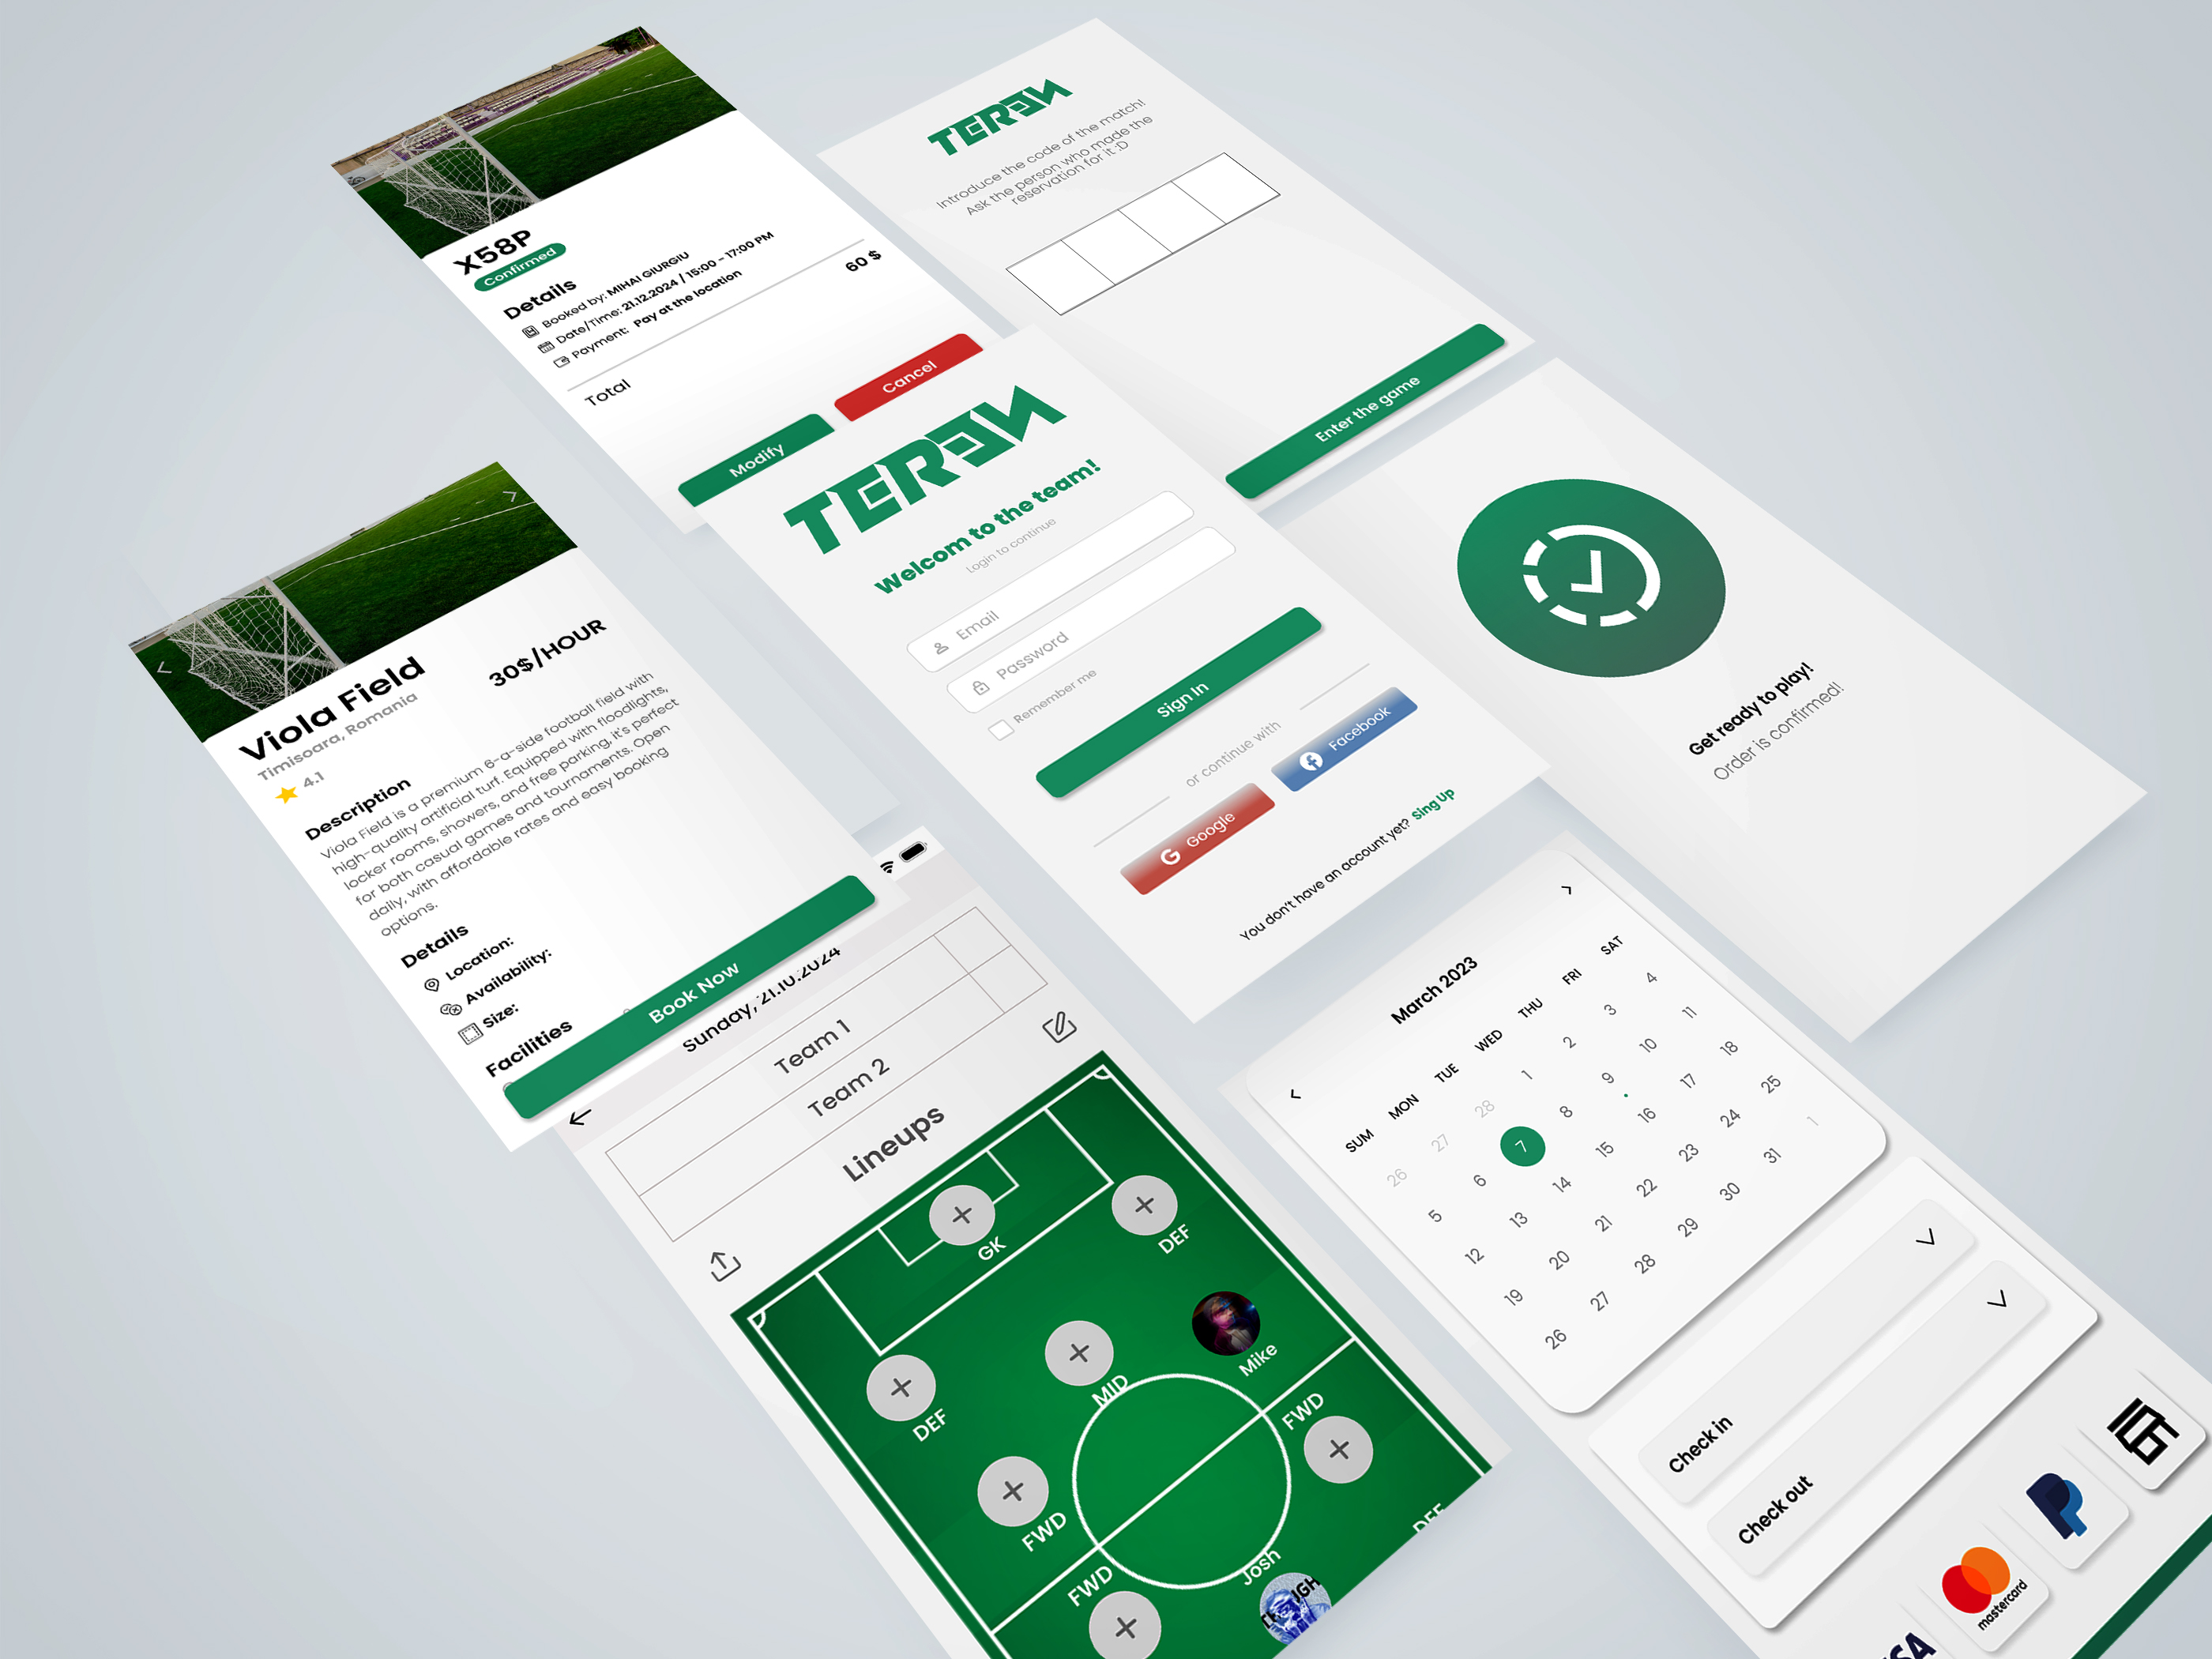 X58P
Confirmed
Details
Booked by: MIHAI GIURGIU
Date/Time: 21.12.2024 / 15:00 - 17:00 PM
Payment: Pay at the location
Total
60 $
Modify
Cancel
TEREN
Introduce the code of the match!
Ask the person who made the
reservation for it :D
Enter the game
Viola Field
30$/HOUR
Timisoara, Romania
4.1
Description
Viola Field is a premium 6-a-side football field with
high-quality artificial turf. Equipped with floodlights,
locker rooms, showers, and free parking, it's perfect
for both casual games and tournaments. Open
daily, with affordable rates and easy booking
options.
Details
Location:
Availability:
Size:
Facilities
Book Now
TEREN
Welcom to the team!
Login to continue
Email
Password
Remember me
Sign In
or continue with
G Google
f Facebook
You don't have an account yet? Sing Up
Get ready to play!
Order is confirmed!
Sunday, 21.10.2024
Team 1
Team 2
Lineups
GK
DEF
DEF
MID
Mike
FWD
FWD
FWD
Josh
DEF
March 2023
SUM MON TUE WED THU FRI SAT
26 27 28 1 2 3 4
5 6 7 8 9 10 11
12 13 14 15 16 17 18
19 20 21 22 23 24 25
26 27 28 29 30 31 1
Check in
Check out
mastercard